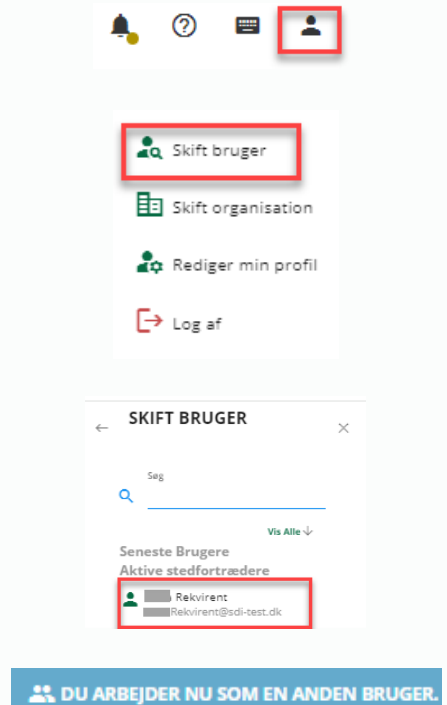 Skift bruger
Skift organisation
Rediger min profil
Log af
SKIFT BRUGER
Søg
Vis Alle
Seneste Brugere
Aktive stedfortrædere
Rekvirent
Rekvirent@sdi-test.dk
DU ARBEJDER NU SOM EN ANDEN BRUGER.